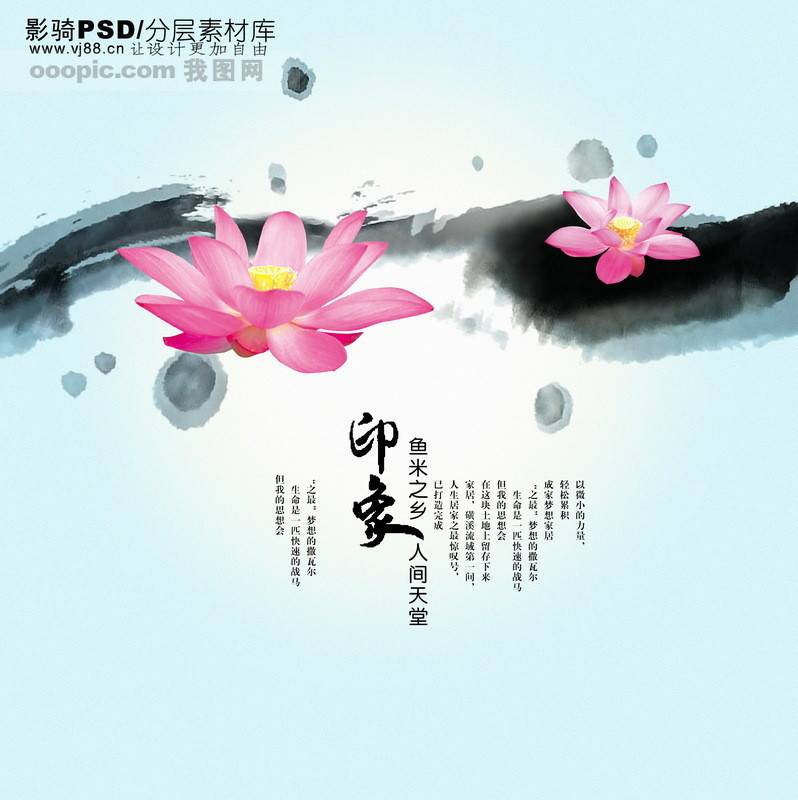 影骑PSD/分层素材库
www.vj88.cn 让设计更加自由
ooopic.com 我图网
印象
鱼米之乡 人间天堂
以微小的力量，
轻松累积
成家梦想家居
“之最”梦想的撒瓦尔
生命是一匹快速的战马
但我的思想会
在这块土地上留存下来
家居，磺溪流域第一间，
人生居家之最惊叹号，
已打造完成
“之最”梦想的撒瓦尔
生命是一匹快速的战马
但我的思想会